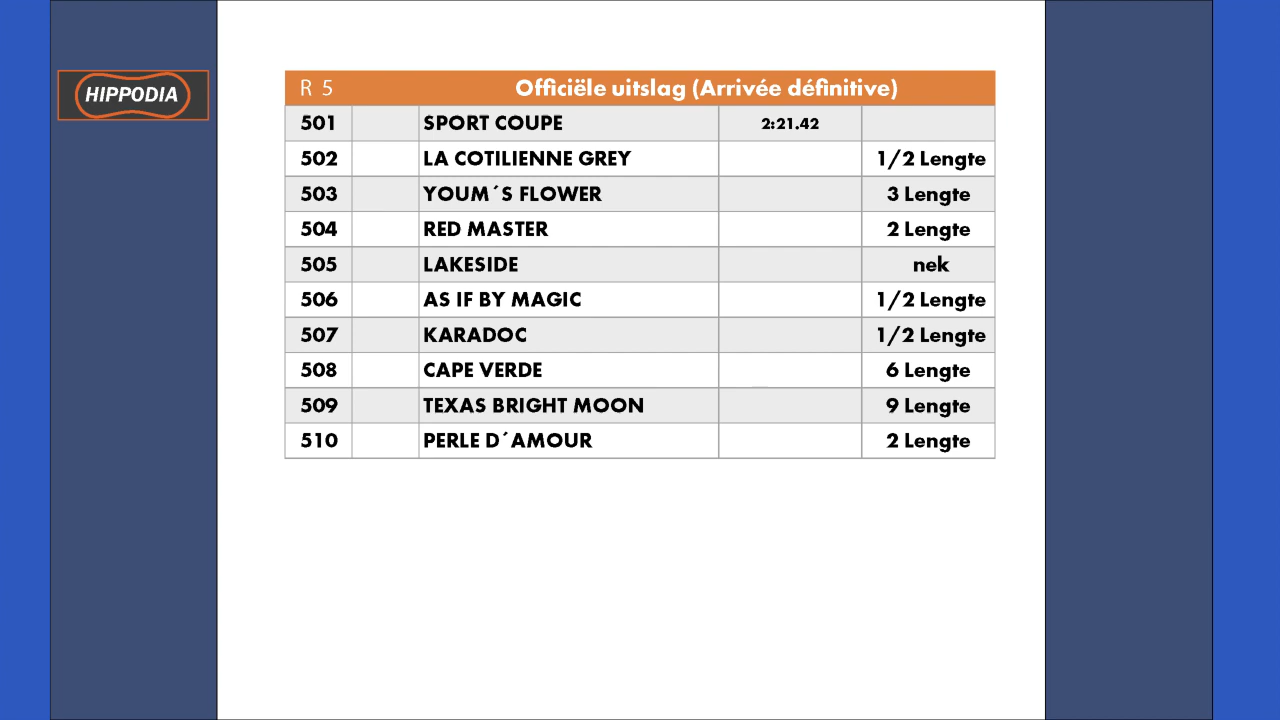 HIPPODIA
R 5 Officiële uitslag (Arrivée définitive)
501 SPORT COUPE 2:21.42
502 LA COTILIENNE GREY 1/2 Lengte
503 YOUM´S FLOWER 3 Lengte
504 RED MASTER 2 Lengte
505 LAKESIDE nek
506 AS IF BY MAGIC 1/2 Lengte
507 KARADOC 1/2 Lengte
508 CAPE VERDE 6 Lengte
509 TEXAS BRIGHT MOON 9 Lengte
510 PERLE D´AMOUR 2 Lengte